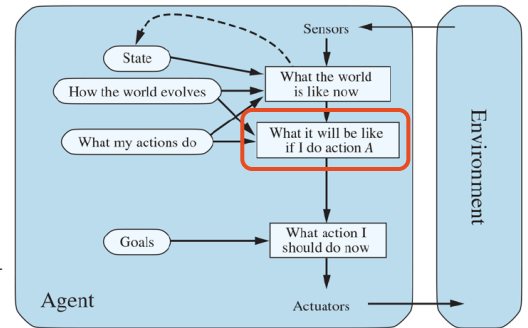 Sensors
State
What the world
is like now
How the world evolves
What it will be like
if I do action A
What my actions do
What action I
should do now
Goals
Agent
Actuators
Environment